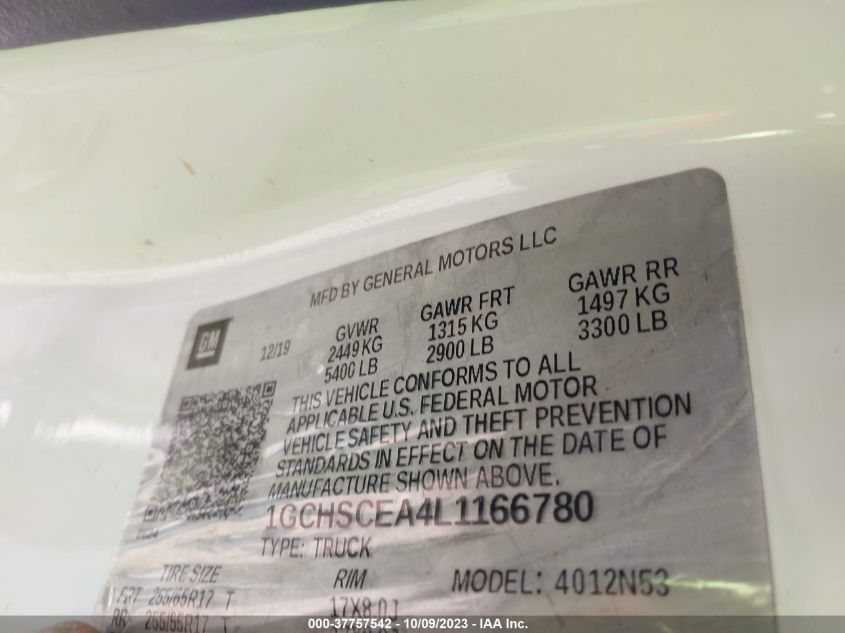 MFD BY GENERAL MOTORS LLC
GM
12/19
GVWR
2449 KG
5400 LB
GAWR FRT
1315 KG
2900 LB
GAWR RR
1497 KG
3300 LB
THIS VEHICLE CONFORMS TO ALL
APPLICABLE U.S. FEDERAL MOTOR
VEHICLE SAFETY AND THEFT PREVENTION
STANDARDS IN EFFECT ON THE DATE OF
MANUFACTURE SHOWN ABOVE.
1GCHSCEA4L1166780
TYPE: TRUCK
MODEL: 4012N53
TIRE SIZE
RIM
FRT 255/65R17 T
17X8.0J
RR 255/65R17 T
000-37757542 - 10/09/2023 - IAA Inc.